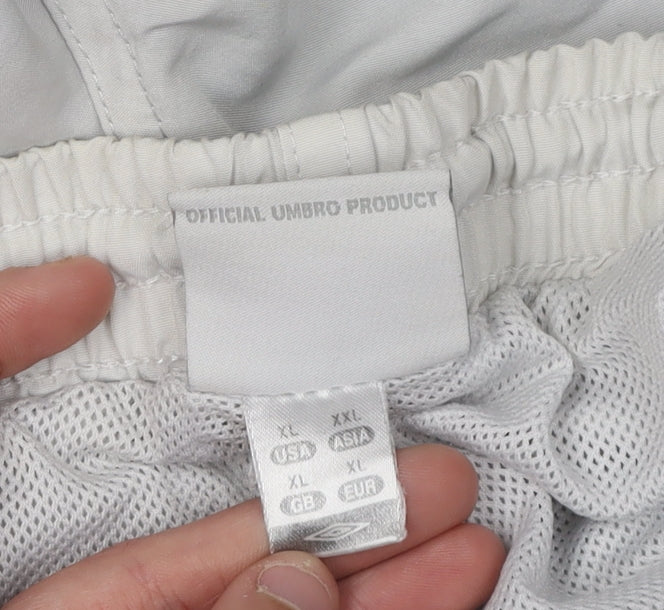 OFFICIAL UMBRO PRODUCT
XL XXL
USA ASIA
XL XL
GB EUR